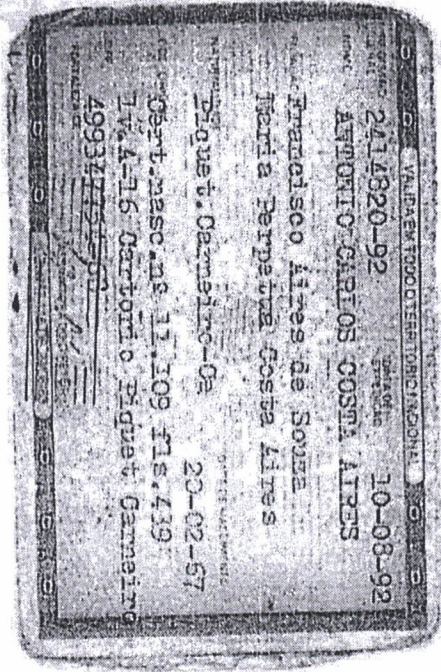 VALIDA EM TODO O TERRITORIO NACIONAL
2414820-92 10-08-92
ANTONIO CARLOS COSTA AIRES
Francisco Aires de Souza
Maria Perpetua Costa Aires
Piquet.Carneiro-Ce 20-02-67
Cert.nasc.nº 11.109 fls.439
Lv.A-16 Cartorio Piquet Carneiro